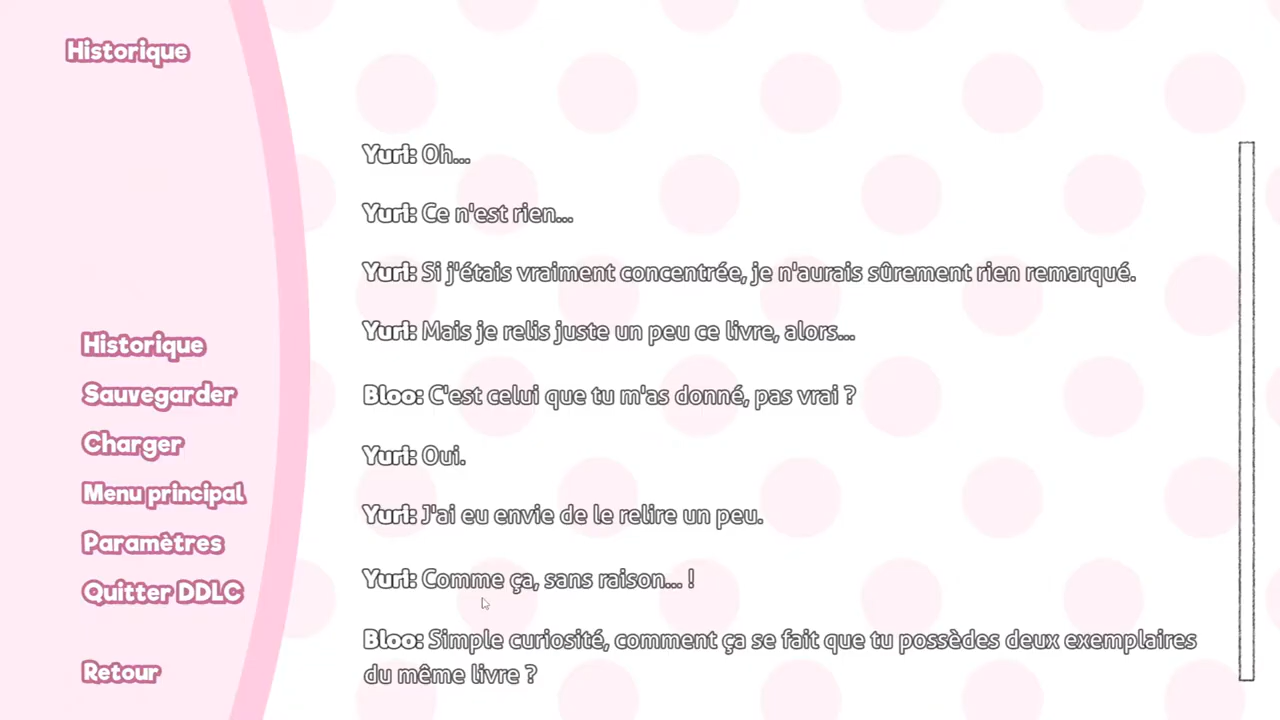 Historique
Yuri: Oh...
Yuri: Ce n'est rien...
Yuri: Si j'étais vraiment concentrée, je n'aurais sûrement rien remarqué.
Yuri: Mais je relis juste un peu ce livre, alors...
Bloo: C'est celui que tu m'as donné, pas vrai ?
Yuri: Oui.
Yuri: J'ai eu envie de le relire un peu.
Yuri: Comme ça, sans raison... !
Bloo: Simple curiosité, comment ça se fait que tu possèdes deux exemplaires
du même livre ?
Historique
Sauvegarder
Charger
Menu principal
Paramètres
Quitter DDLC
Retour